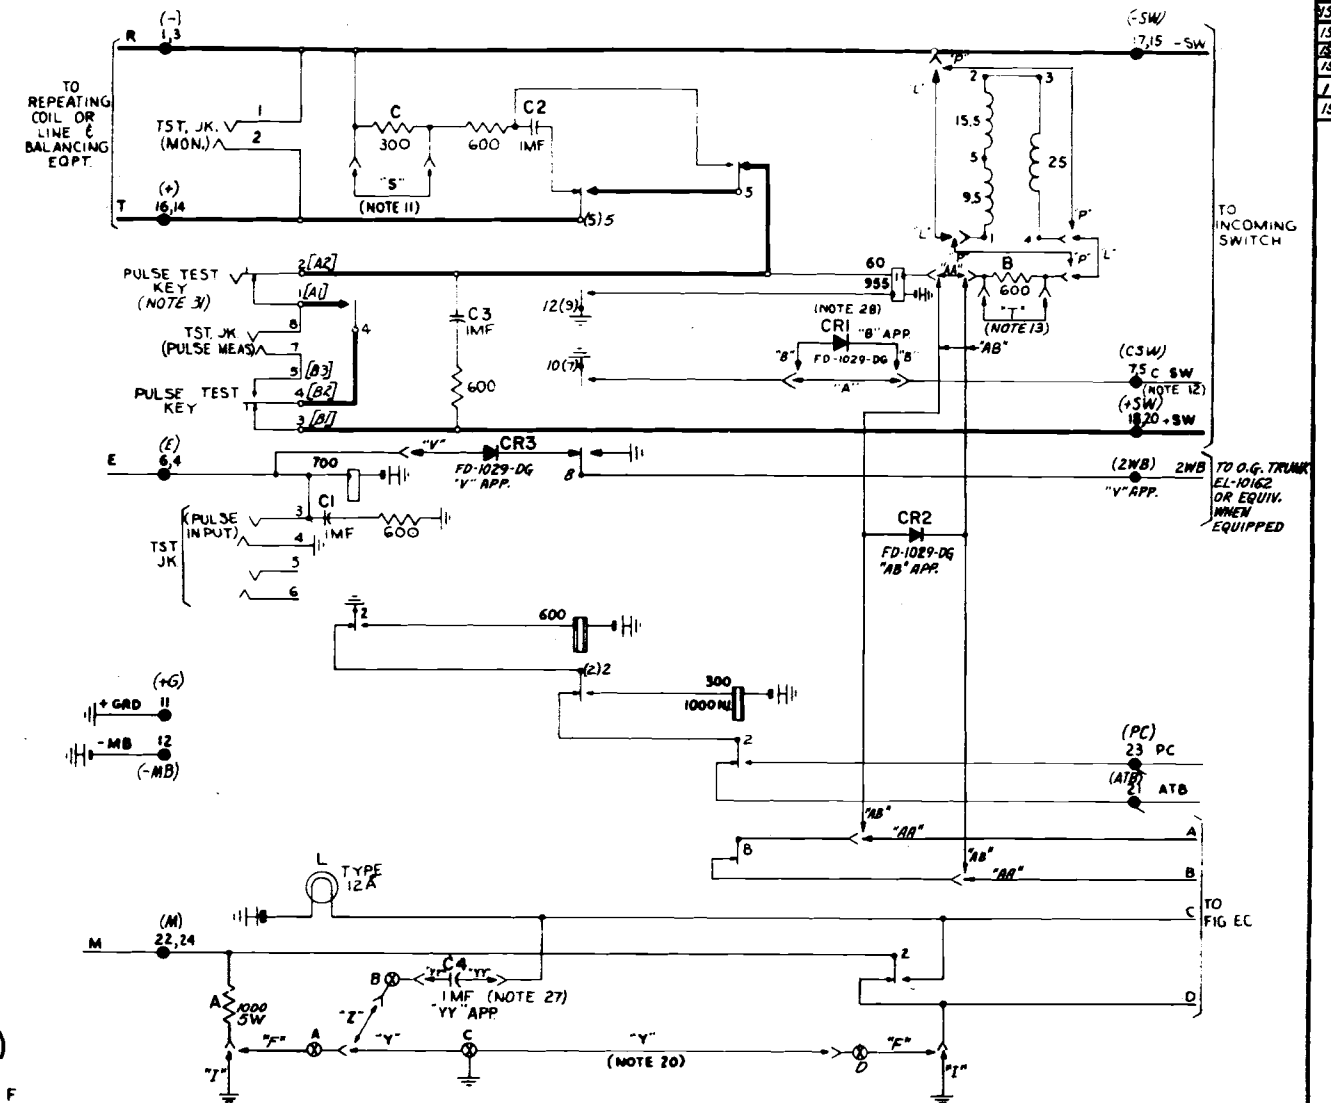 (-)
R 1,3
TO
REPEATING
COIL OR
LINE &
BALANCING
EQPT.
TST. JK.
(MON.)
1
2
(+)
T 16,14
C
300
600
C2
1MF
"S"
(NOTE 11)
(5)5
5
(-SW)
17,15 -SW
"P"
"L"
2
3
15.5
5
9.5
25
"L"
1
4
"P"
"P"
"P"
"L"
TO
INCOMING
SWITCH
PULSE TEST
KEY
(NOTE 31)
2 [A2]
1 [A1]
TST. JK
(PULSE MEAS)
8
7
5 [B3]
PULSE TEST
KEY
4 [B2]
3 [B1]
4
C3
1MF
600
12(9)
10(7)
60
955
1
"AA"
B
600
"T"
(NOTE 13)
(NOTE 28)
CR1
"B" APP.
FD-1029-DG
"B"
"B"
"A"
"AB"
(CSW)
7,5 C SW
(NOTE 12)
(+SW)
18,20 +SW
(E)
E 6,4
700
"V"
CR3
FD-1029-DG
"V" APP.
8
(2WB)
2WB
"V" APP.
TO O.G. TRUNK
EL-10162
OR EQUIV.
WHEN
EQUIPPED
(PULSE
INPUT)
TST
JK
3
4
5
6
C1
1MF
600
CR2
FD-1029-DG
"AB" APP.
2
600
(2)2
300
1000 N.I.
2
(+G)
+ GRD 11
- MB 12
(-MB)
(PC)
23 PC
(ATB)
21 ATB
"AB"
"AA"
A
8
"AB"
"AA"
B
L
TYPE
12A
C
TO
FIG EC
(M)
M 22,24
2
D
A
1000
5W
B
"YY"
C4
"YY"
1MF (NOTE 27)
"YY" APP.
"Z"
"F"
A
"Y"
C
"Y"
(NOTE 20)
D
"F"
"I"
"I"
)
F